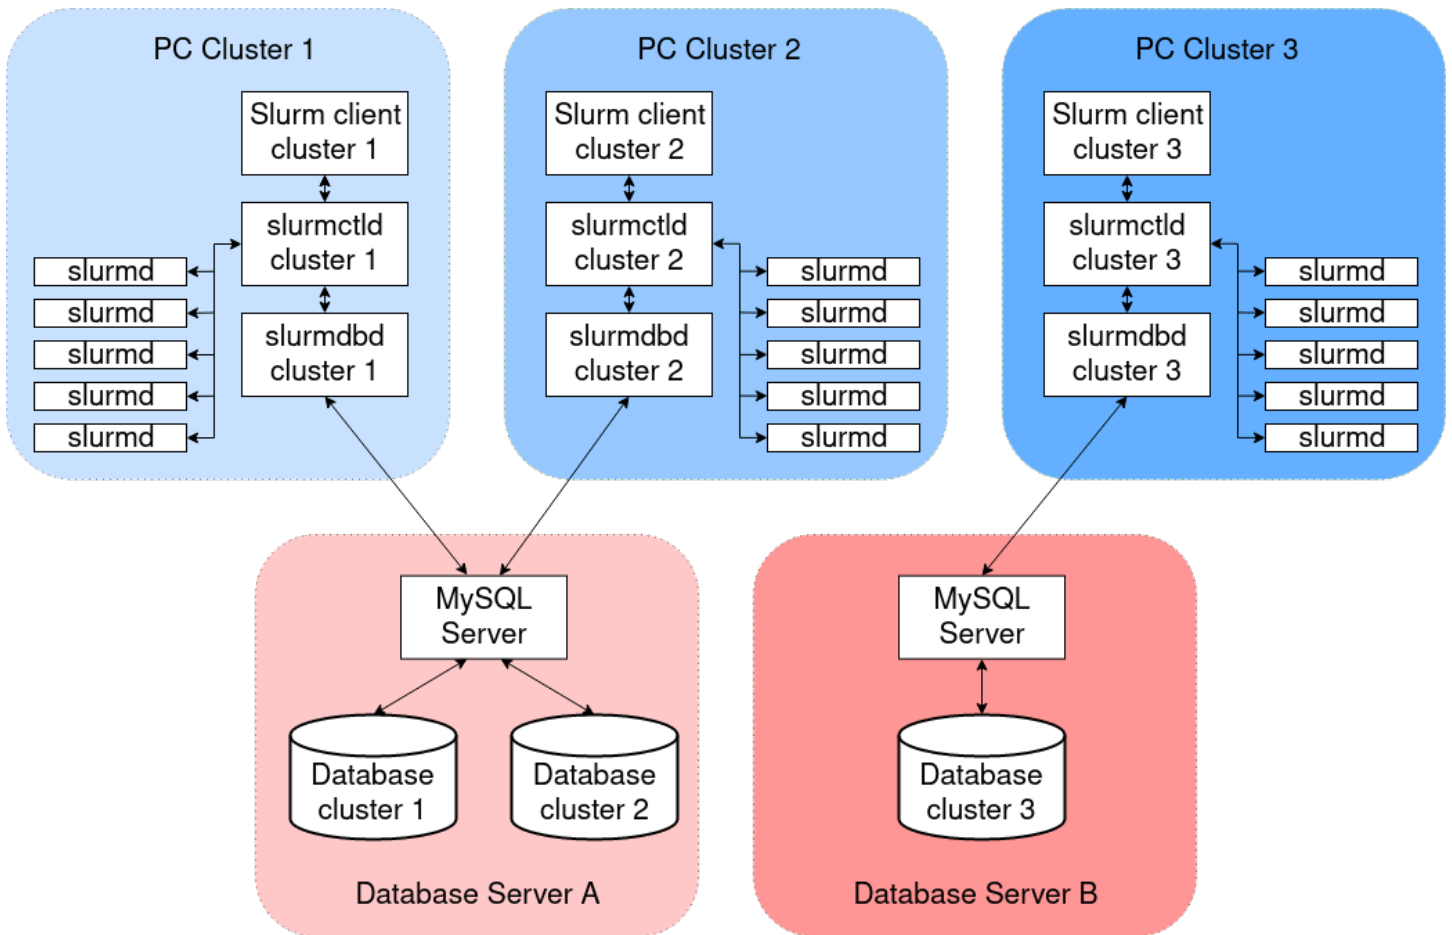 PC Cluster 1
Slurm client
cluster 1
slurmctld
cluster 1
slurmdbd
cluster 1
slurmd
slurmd
slurmd
slurmd
slurmd
PC Cluster 2
Slurm client
cluster 2
slurmctld
cluster 2
slurmdbd
cluster 2
slurmd
slurmd
slurmd
slurmd
slurmd
PC Cluster 3
Slurm client
cluster 3
slurmctld
cluster 3
slurmdbd
cluster 3
slurmd
slurmd
slurmd
slurmd
slurmd
MySQL
Server
Database
cluster 1
Database
cluster 2
Database Server A
MySQL
Server
Database
cluster 3
Database Server B